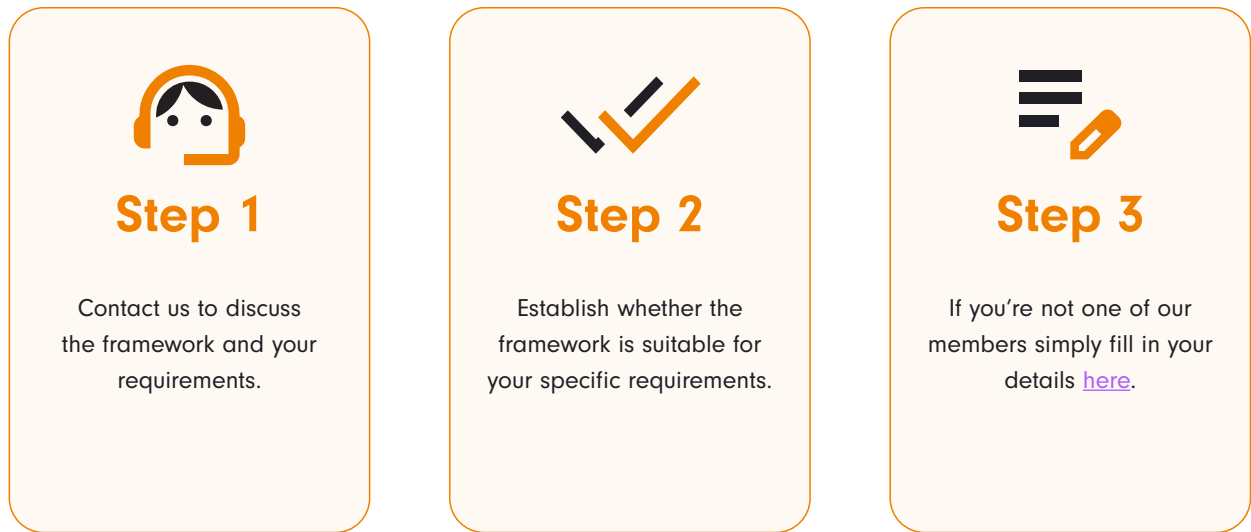 Step 1
Contact us to discuss
the framework and your
requirements.
Step 2
Establish whether the
framework is suitable for
your specific requirements.
Step 3
If you’re not one of our
members simply fill in your
details here.